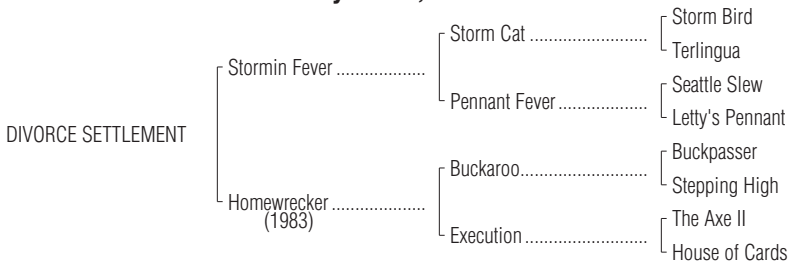 Storm Bird
Storm Cat ........................
Terlingua
Stormin Fever ...................
Seattle Slew
Pennant Fever ..................
Letty's Pennant
DIVORCE SETTLEMENT
Buckpasser
Buckaroo..........................
Stepping High
Homewrecker ....................
(1983)
The Axe II
Execution .........................
House of Cards